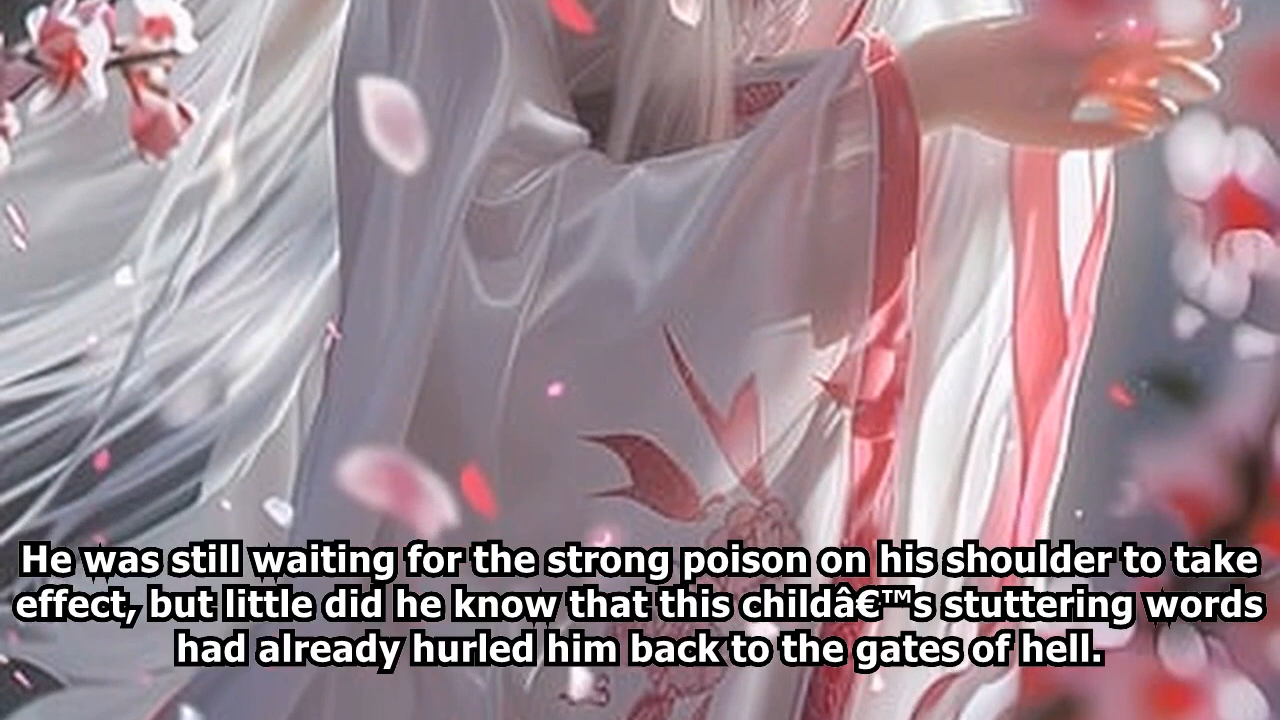 He was still waiting for the strong poison on his shoulder to take
effect, but little did he know that this childâ€™s stuttering words
had already hurled him back to the gates of hell.